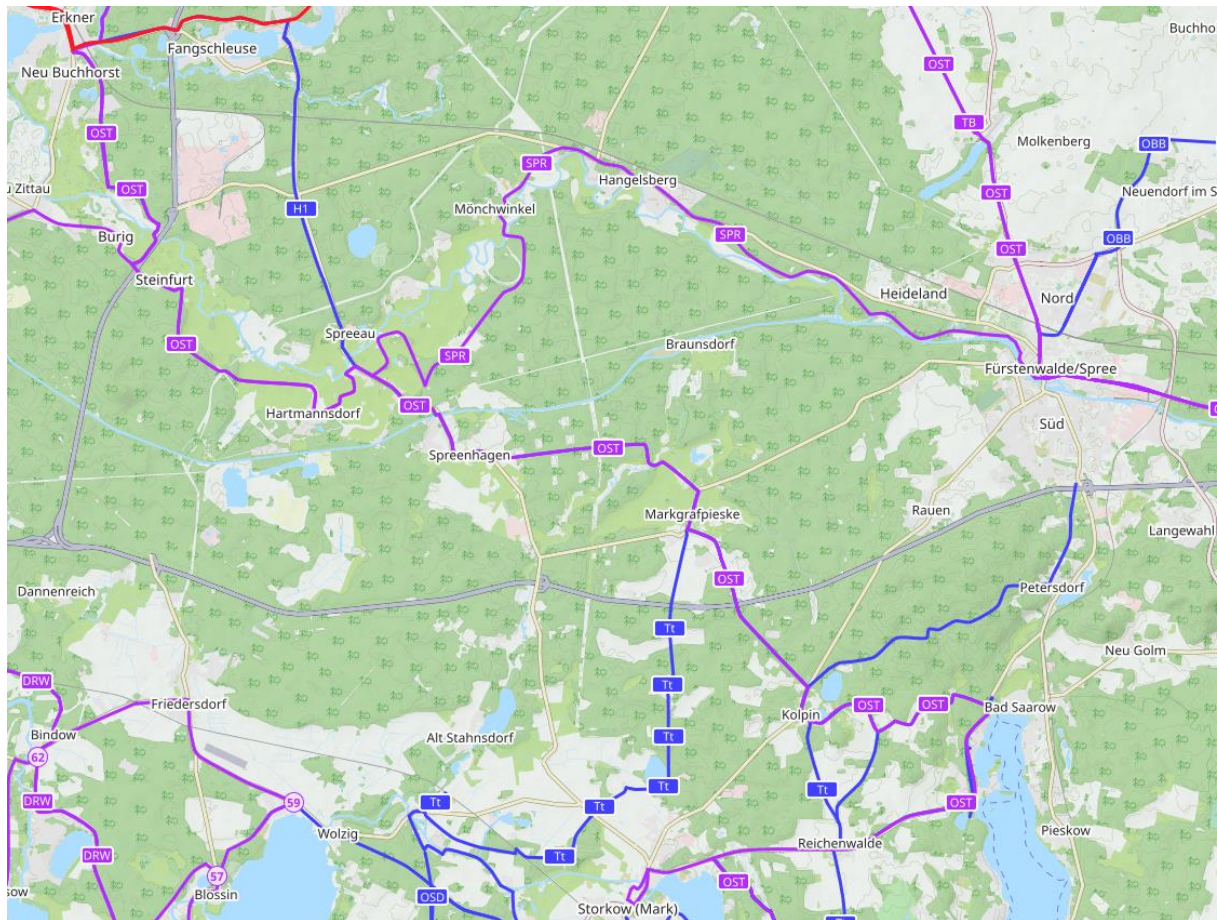 Erkner
Buchho
Fangschleuse
OST
Neu Buchhorst
TB
OST
Molkenberg
OBB
SPR
Hangelsberg
u Zittau
OST
OST
Neuendorf im S
H1
Mönchwinkel
Burig
SPR
OBB
OST
Steinfurt
Heideland
Nord
Spreeau
OST
Braunsdorf
SPR
Fürstenwalde/Spree
OST
Hartmannsdorf
Süd
OST
Spreenhagen
Markgrafpieske
Rauen
Langewahl
OST
Dannenreich
Petersdorf
Tt
Neu Golm
DRW
Tt
Friedersdorf
OST
OST
Bad Saarow
Kolpin
Bindow
Alt Stahnsdorf
Tt
62
Tt
Tt
DRW
59
Tt
Tt
OST
Wolzig
Pieskow
Reichenwalde
DRW
Tt
57
OST
sow
Blossin
OSD
Storkow (Mark)